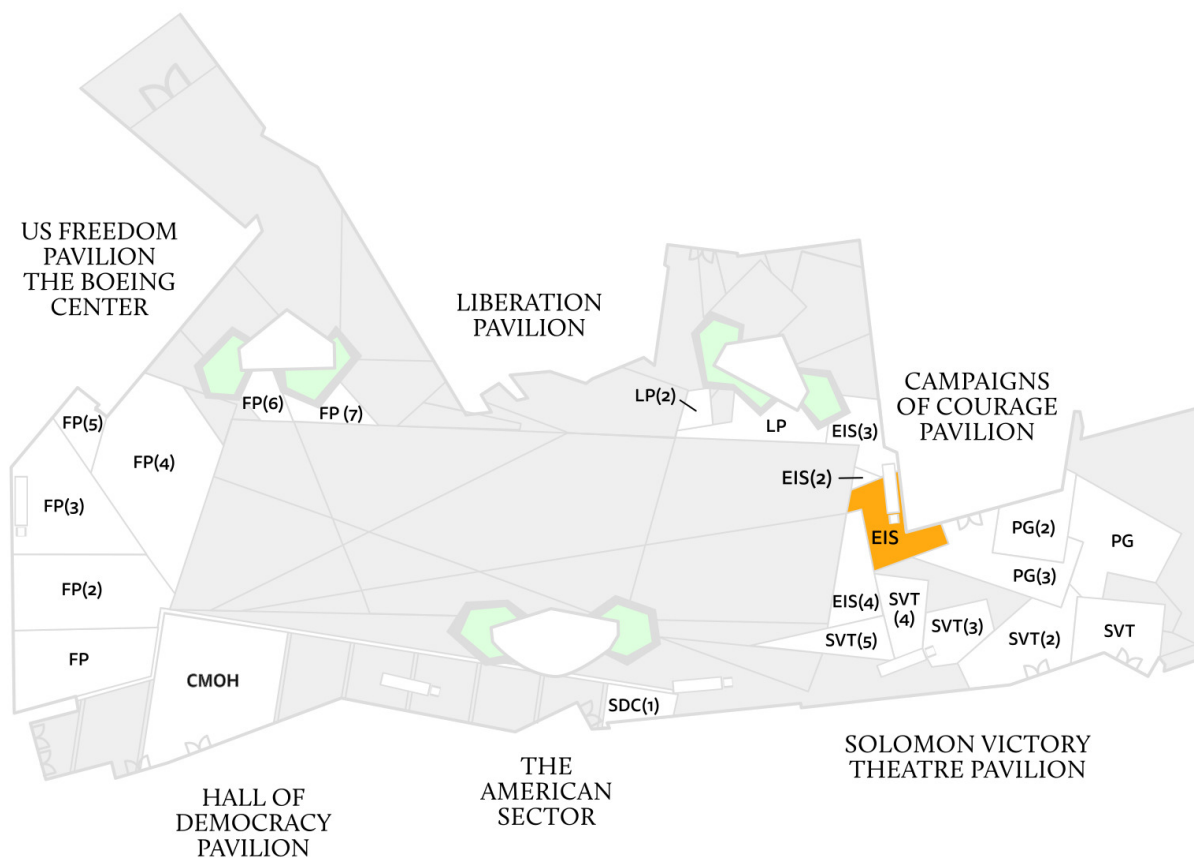 US FREEDOM
PAVILION
THE BOEING
CENTER
LIBERATION
PAVILION
CAMPAIGNS
OF COURAGE
PAVILION
FP(5)
FP(6)
FP (7)
LP(2)
LP
EIS(3)
FP(4)
EIS(2)
FP(3)
EIS
PG(2)
PG
PG(3)
FP(2)
EIS(4)
SVT
(4)
SVT(3)
SVT(5)
SVT(2)
SVT
FP
CMOH
SDC(1)
SOLOMON VICTORY
THEATRE PAVILION
THE
AMERICAN
SECTOR
HALL OF
DEMOCRACY
PAVILION